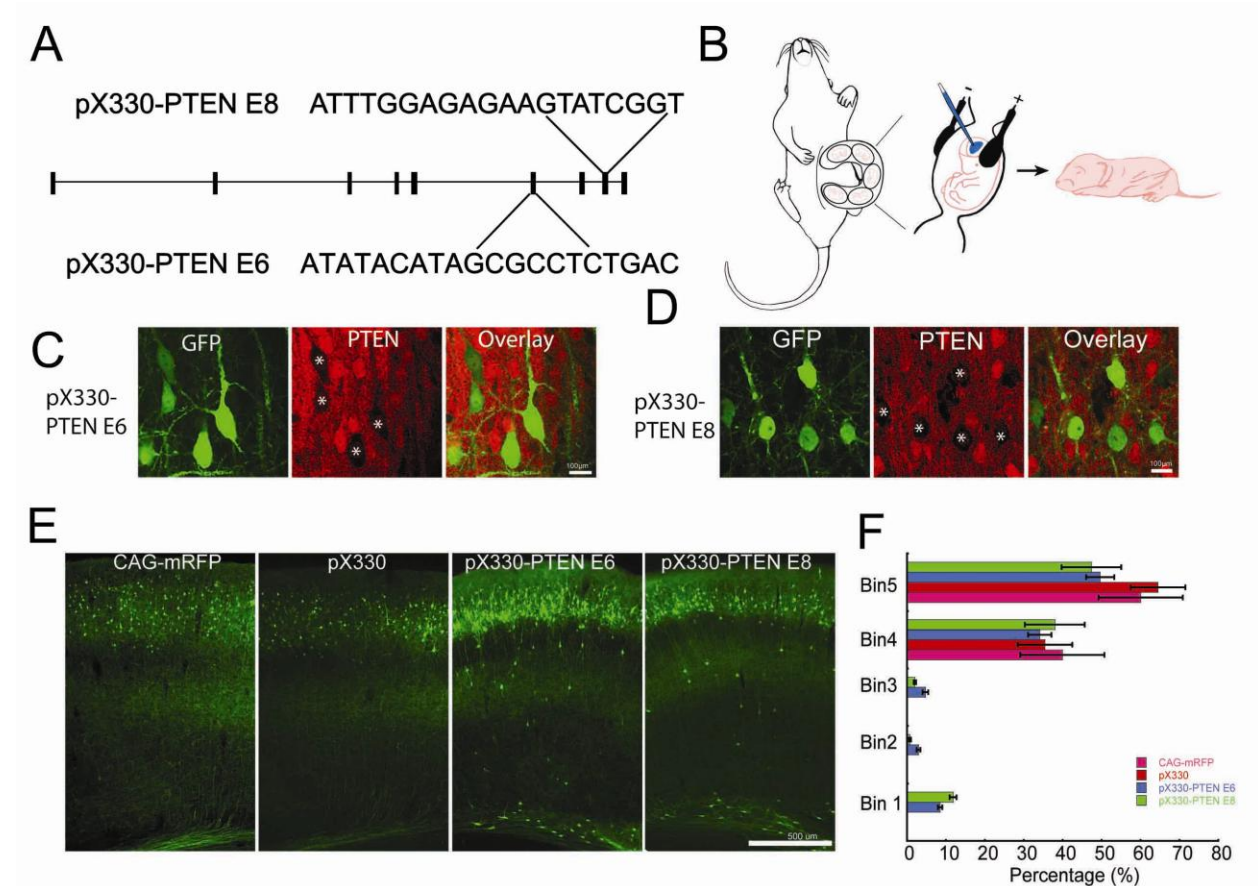 A
pX330-PTEN E8 ATTTGGAGAGAAGTATCGGT
pX330-PTEN E6 ATATACATAGCGCCTCTGAC
B
- +
C
pX330-
PTEN E6
GFP PTEN Overlay
* * * *
100μm
D
pX330-
PTEN E8
GFP PTEN Overlay
* * * * *
100μm
E
CAG-mRFP pX330 pX330-PTEN E6 pX330-PTEN E8
500 um
F
Bin5
Bin4
Bin3
Bin2
Bin 1
CAG-mRFP
pX330
pX330-PTEN E6
pX330-PTEN E8
0 10 20 30 40 50 60 70 80
Percentage (%)